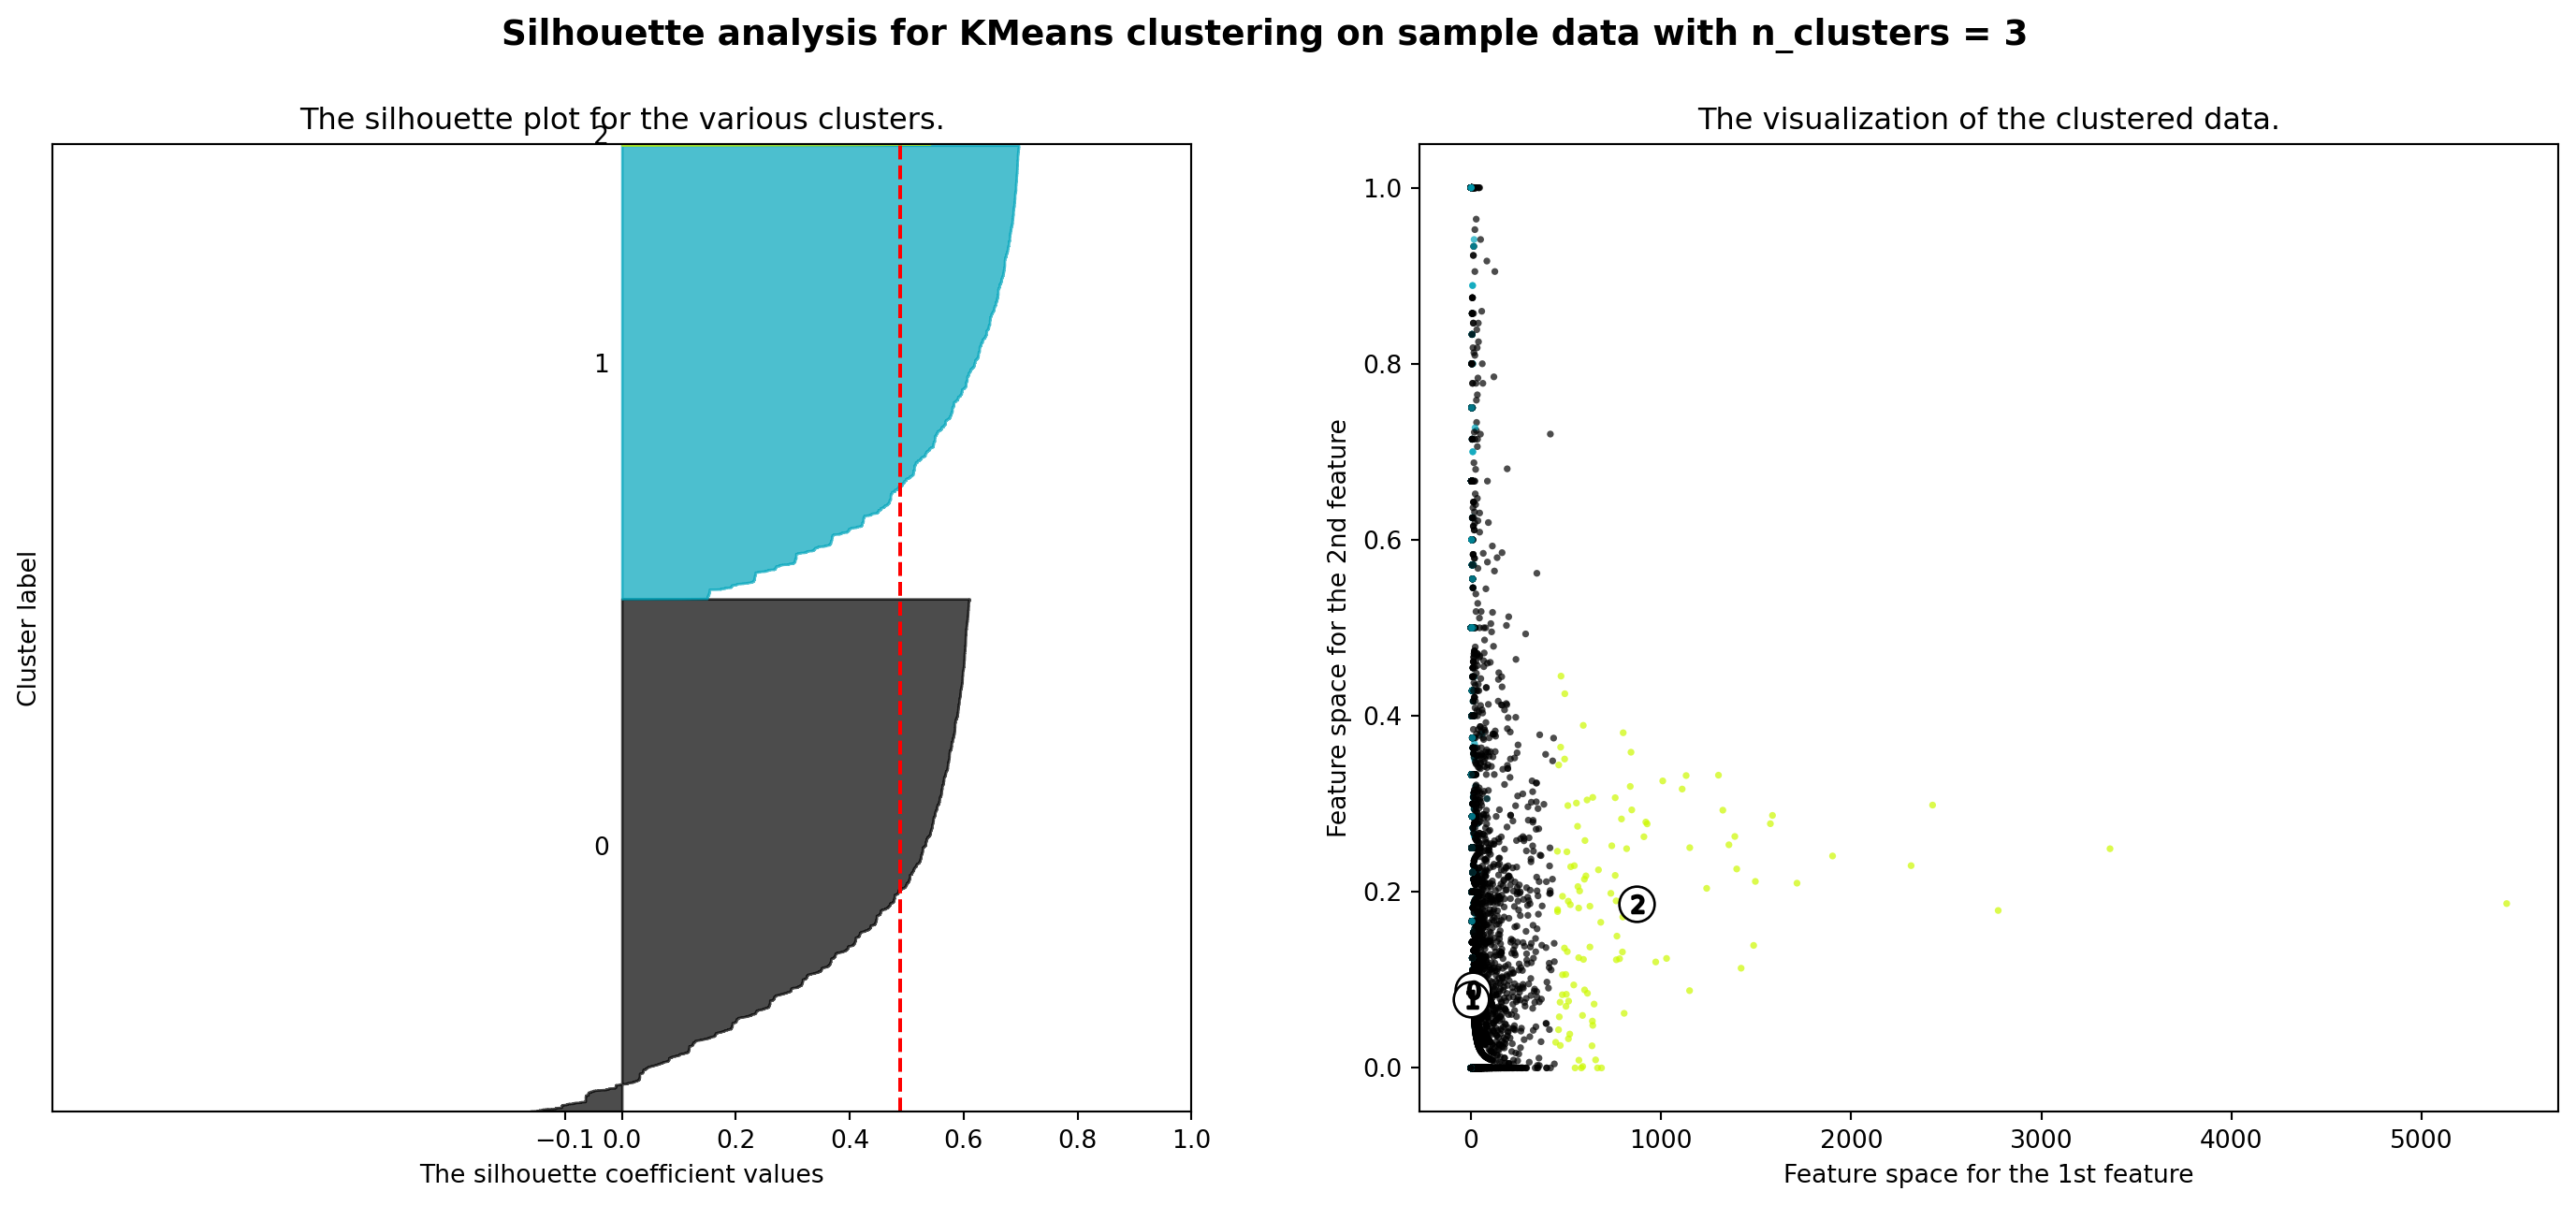 Silhouette analysis for KMeans clustering on sample data with n_clusters = 3
The silhouette plot for the various clusters.
2
1
0
Cluster label
−0.1 0.0 0.2 0.4 0.6 0.8 1.0
The silhouette coefficient values
The visualization of the clustered data.
1.0
0.8
0.6
0.4
0.2
0.0
Feature space for the 2nd feature
2
0
1
0 1000 2000 3000 4000 5000
Feature space for the 1st feature